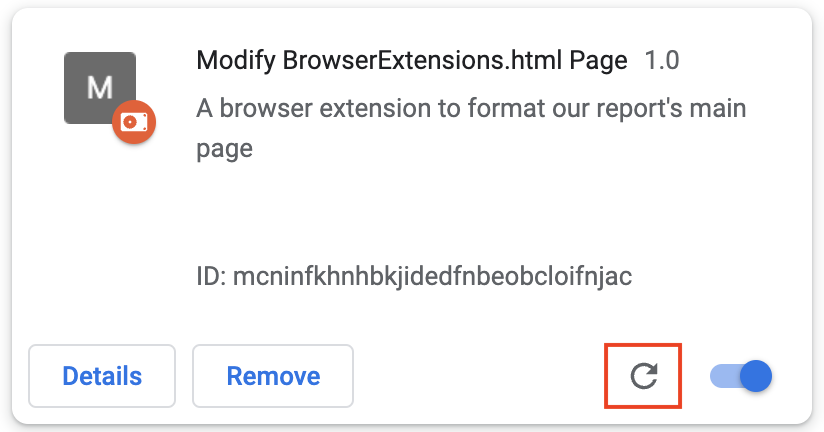 M
Modify BrowserExtensions.html Page 1.0
A browser extension to format our report's main
page
ID: mcninfkhnhbkjidedfnbeobcloifnjac
Details Remove